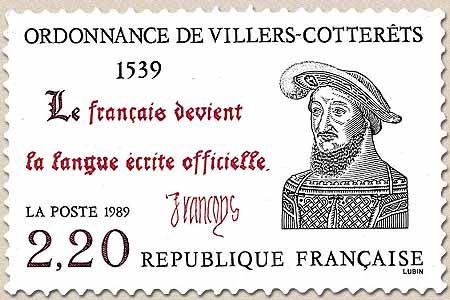 ORDONNANCE DE VILLERS-COTTERÊTS
1539
Le français devient
la langue écrite officielle.
Françoys
LA POSTE 1989
2,20 REPUBLIQUE FRANÇAISE
LUBIN